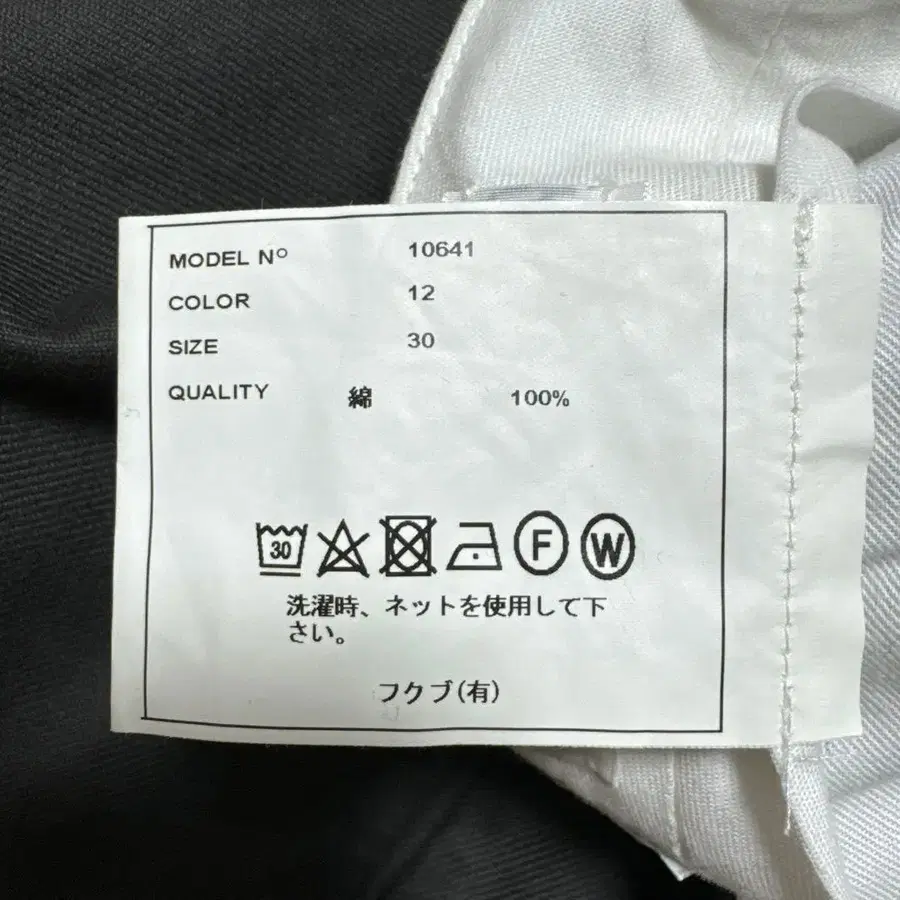 MODEL Nº 10641
COLOR 12
SIZE 30
QUALITY 綿 100%
30 F W
洗濯時、ネットを使用して下
さい。
フクブ(有)